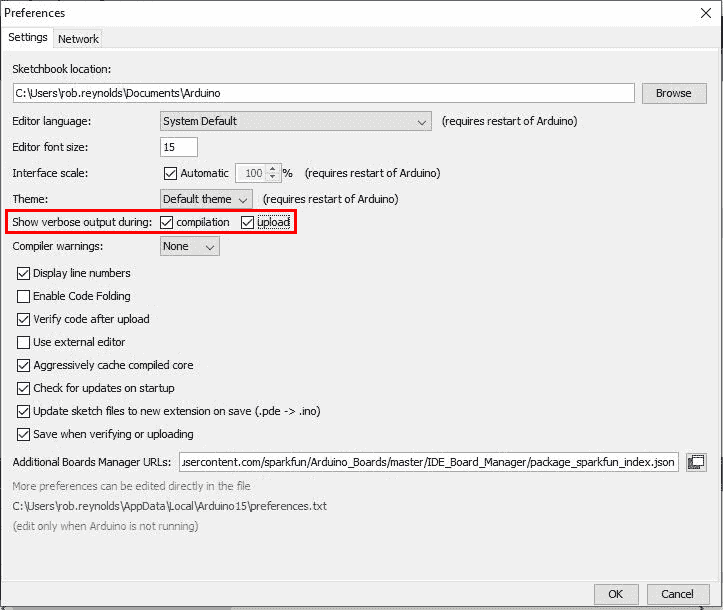 Preferences
Settings Network
Sketchbook location:
C:\Users\rob.reynolds\Documents\Arduino Browse
Editor language: System Default (requires restart of Arduino)
Editor font size: 15
Interface scale: Automatic 100 % (requires restart of Arduino)
Theme: Default theme (requires restart of Arduino)
Show verbose output during: compilation upload
Compiler warnings: None
Display line numbers
Enable Code Folding
Verify code after upload
Use external editor
Aggressively cache compiled core
Check for updates on startup
Update sketch files to new extension on save (.pde -> .ino)
Save when verifying or uploading
Additional Boards Manager URLs: usercontent.com/sparkfun/Arduino_Boards/master/IDE_Board_Manager/package_sparkfun_index.json
More preferences can be edited directly in the file
C:\Users\rob.reynolds\AppData\Local\Arduino15\preferences.txt
(edit only when Arduino is not running)
OK Cancel